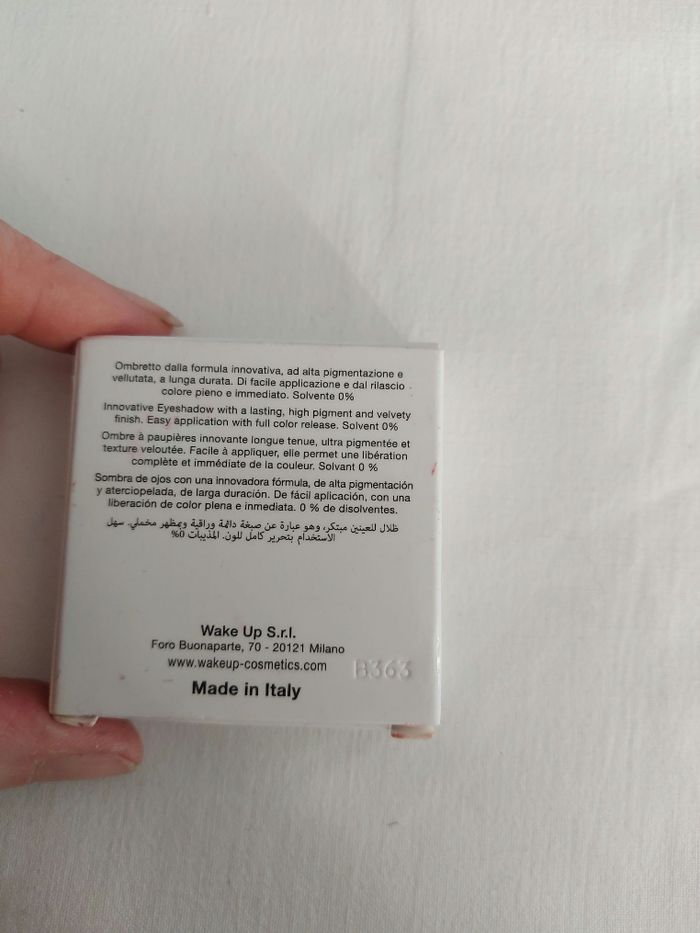 Ombretto dalla formula innovativa, ad alta pigmentazione e
vellutata, a lunga durata. Di facile applicazione e dal rilascio
colore pieno e immediato. Solvente 0%
Innovative Eyeshadow with a lasting, high pigment and velvety
finish. Easy application with full color release. Solvent 0%
Ombre à paupières innovante longue tenue, ultra pigmentée et
texture veloutée. Facile à appliquer, elle permet une libération
complète et immédiate de la couleur. Solvant 0 %
Sombra de ojos con una innovadora fórmula, de alta pigmentación
y aterciopelada, de larga duración. De fácil aplicación, con una
liberación de color plena e inmediata. 0 % de disolventes.
ظلال للعينين مبتكر، وهو عبارة عن صبغة دائمة وراقية وبمظهر مخملي. سهل
الاستخدام بتحرير كامل للون. المذيبات 0%
Wake Up S.r.l.
Foro Buonaparte, 70 - 20121 Milano
www.wakeup-cosmetics.com
B363
Made in Italy